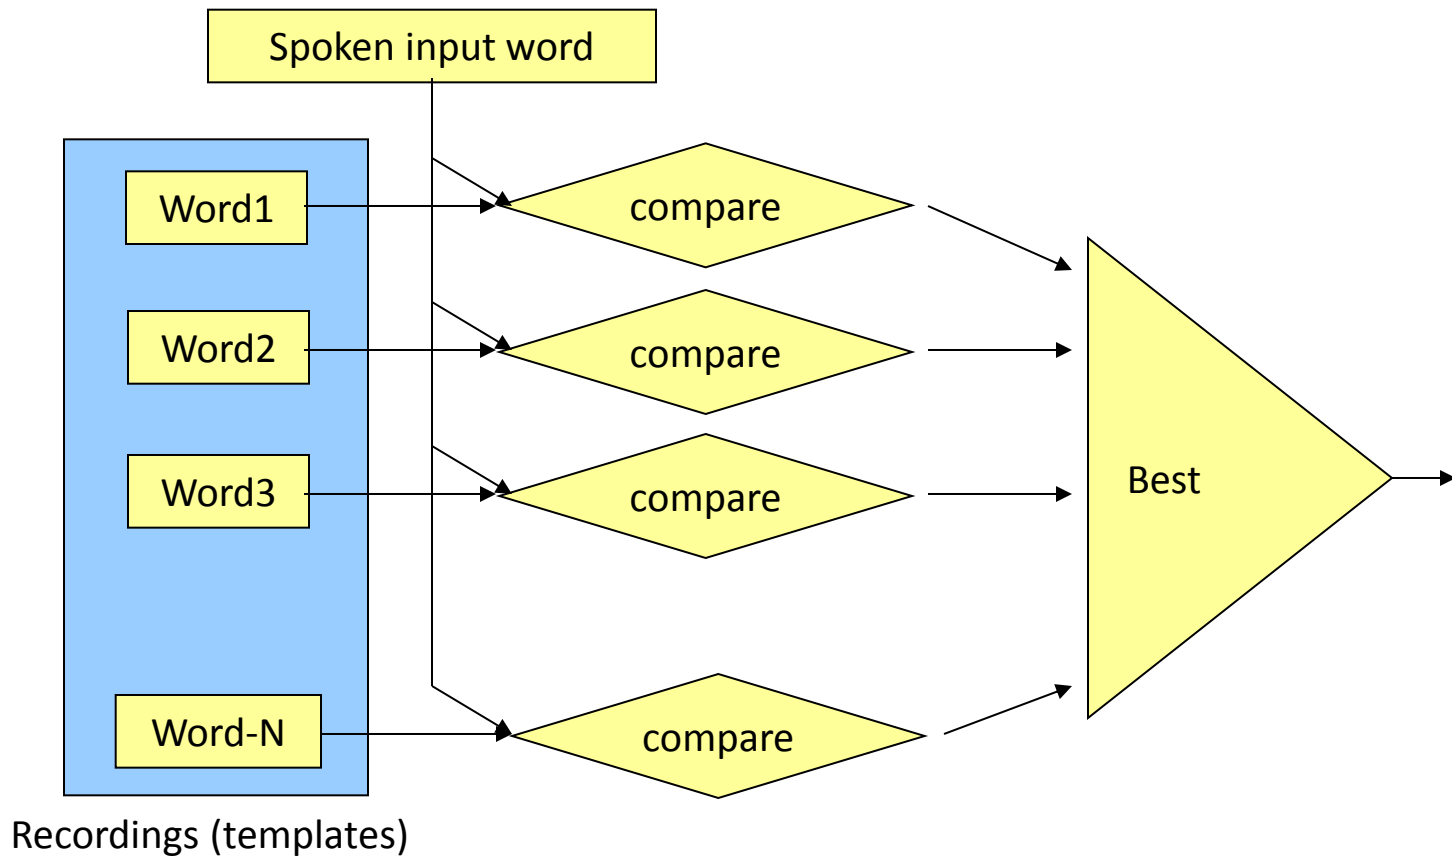 Spoken input word
Word1
compare
Word2
compare
Word3
compare
Best
Word-N
compare
Recordings (templates)